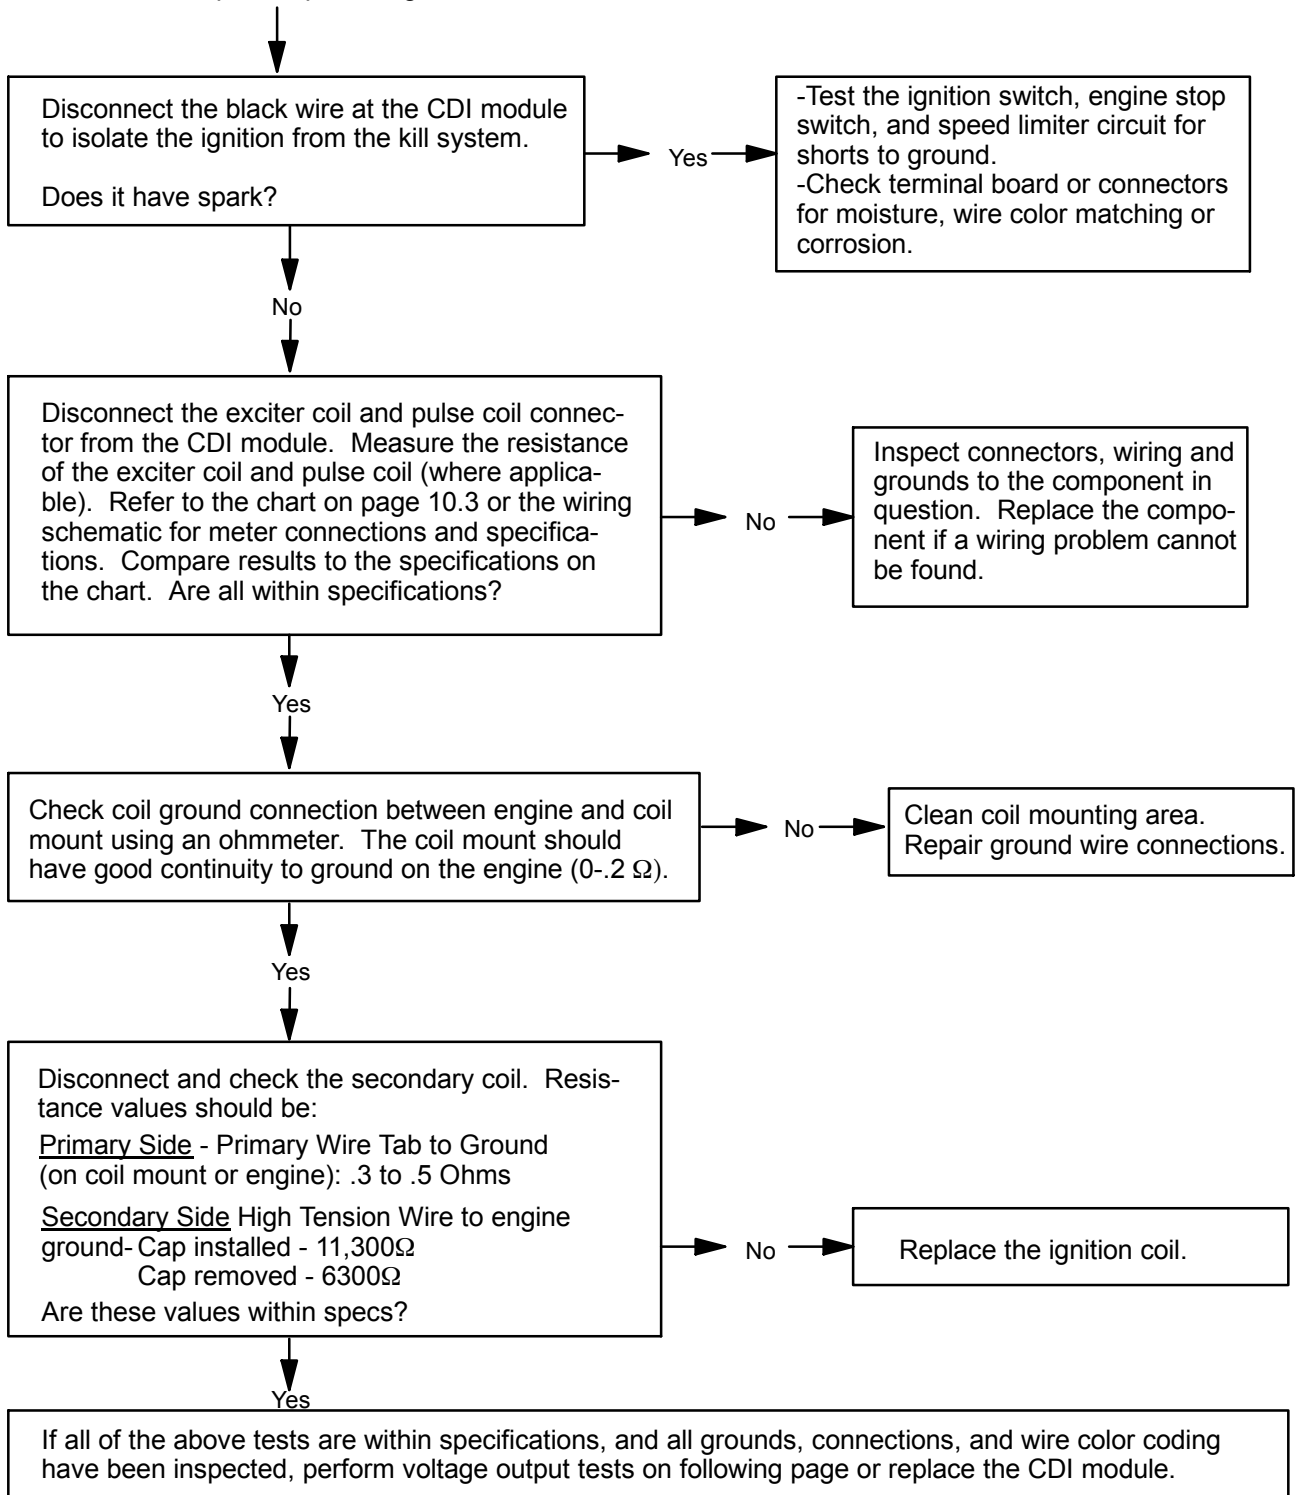 Disconnect the black wire at the CDI module
to isolate the ignition from the kill system.
Does it have spark?
Yes
-Test the ignition switch, engine stop
switch, and speed limiter circuit for
shorts to ground.
-Check terminal board or connectors
for moisture, wire color matching or
corrosion.
No
Disconnect the exciter coil and pulse coil connec-
tor from the CDI module. Measure the resistance
of the exciter coil and pulse coil (where applica-
ble). Refer to the chart on page 10.3 or the wiring
schematic for meter connections and specifica-
tions. Compare results to the specifications on
the chart. Are all within specifications?
No
Inspect connectors, wiring and
grounds to the component in
question. Replace the compo-
nent if a wiring problem cannot
be found.
Yes
Check coil ground connection between engine and coil
mount using an ohmmeter. The coil mount should
have good continuity to ground on the engine (0-.2 Ω).
No
Clean coil mounting area.
Repair ground wire connections.
Yes
Disconnect and check the secondary coil. Resis-
tance values should be:
Primary Side - Primary Wire Tab to Ground
(on coil mount or engine): .3 to .5 Ohms
Secondary Side High Tension Wire to engine
ground- Cap installed - 11,300Ω
Cap removed - 6300Ω
Are these values within specs?
No
Replace the ignition coil.
Yes
If all of the above tests are within specifications, and all grounds, connections, and wire color coding
have been inspected, perform voltage output tests on following page or replace the CDI module.